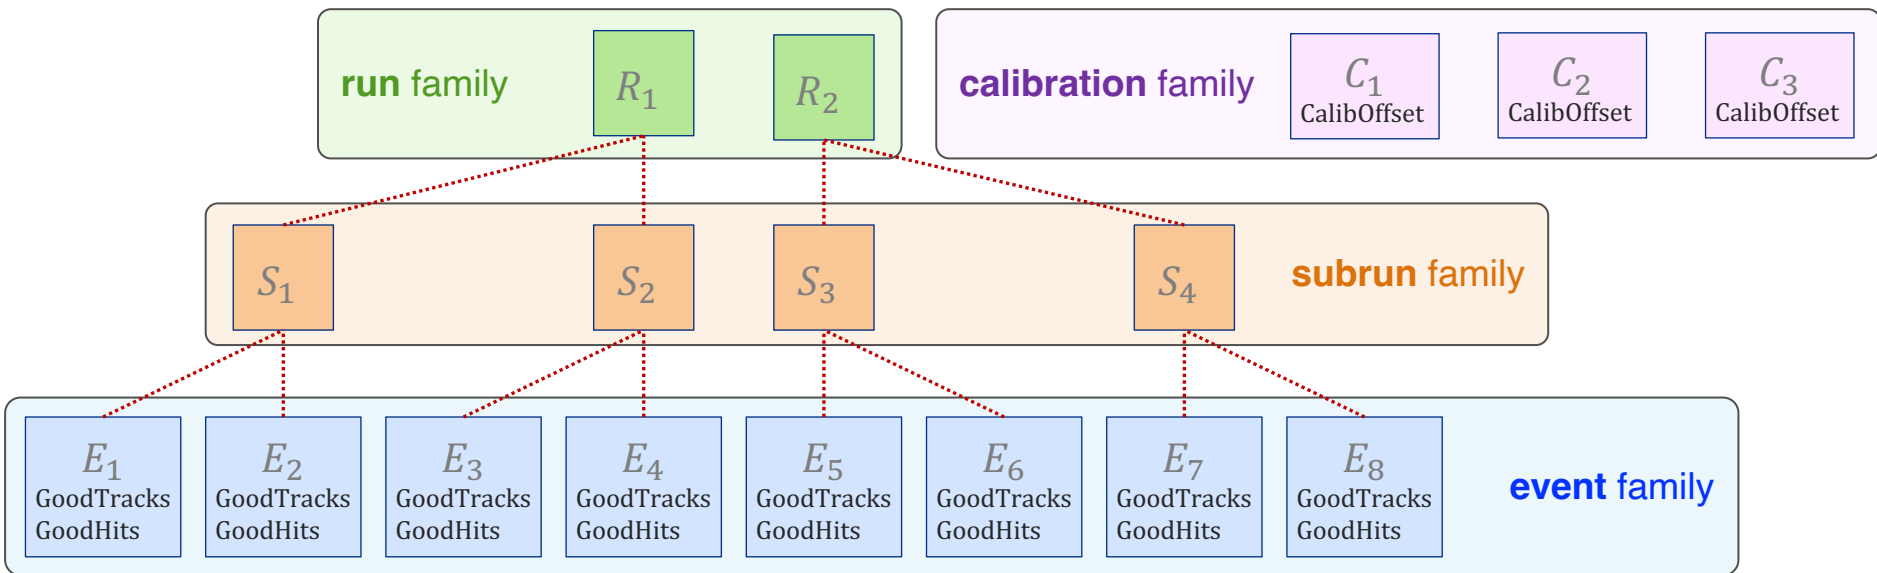 run family
R₁
R₂
calibration family
C₁
CalibOffset
C₂
CalibOffset
C₃
CalibOffset
S₁
S₂
S₃
S₄
subrun family
E₁
GoodTracks
GoodHits
E₂
GoodTracks
GoodHits
E₃
GoodTracks
GoodHits
E₄
GoodTracks
GoodHits
E₅
GoodTracks
GoodHits
E₆
GoodTracks
GoodHits
E₇
GoodTracks
GoodHits
E₈
GoodTracks
GoodHits
event family